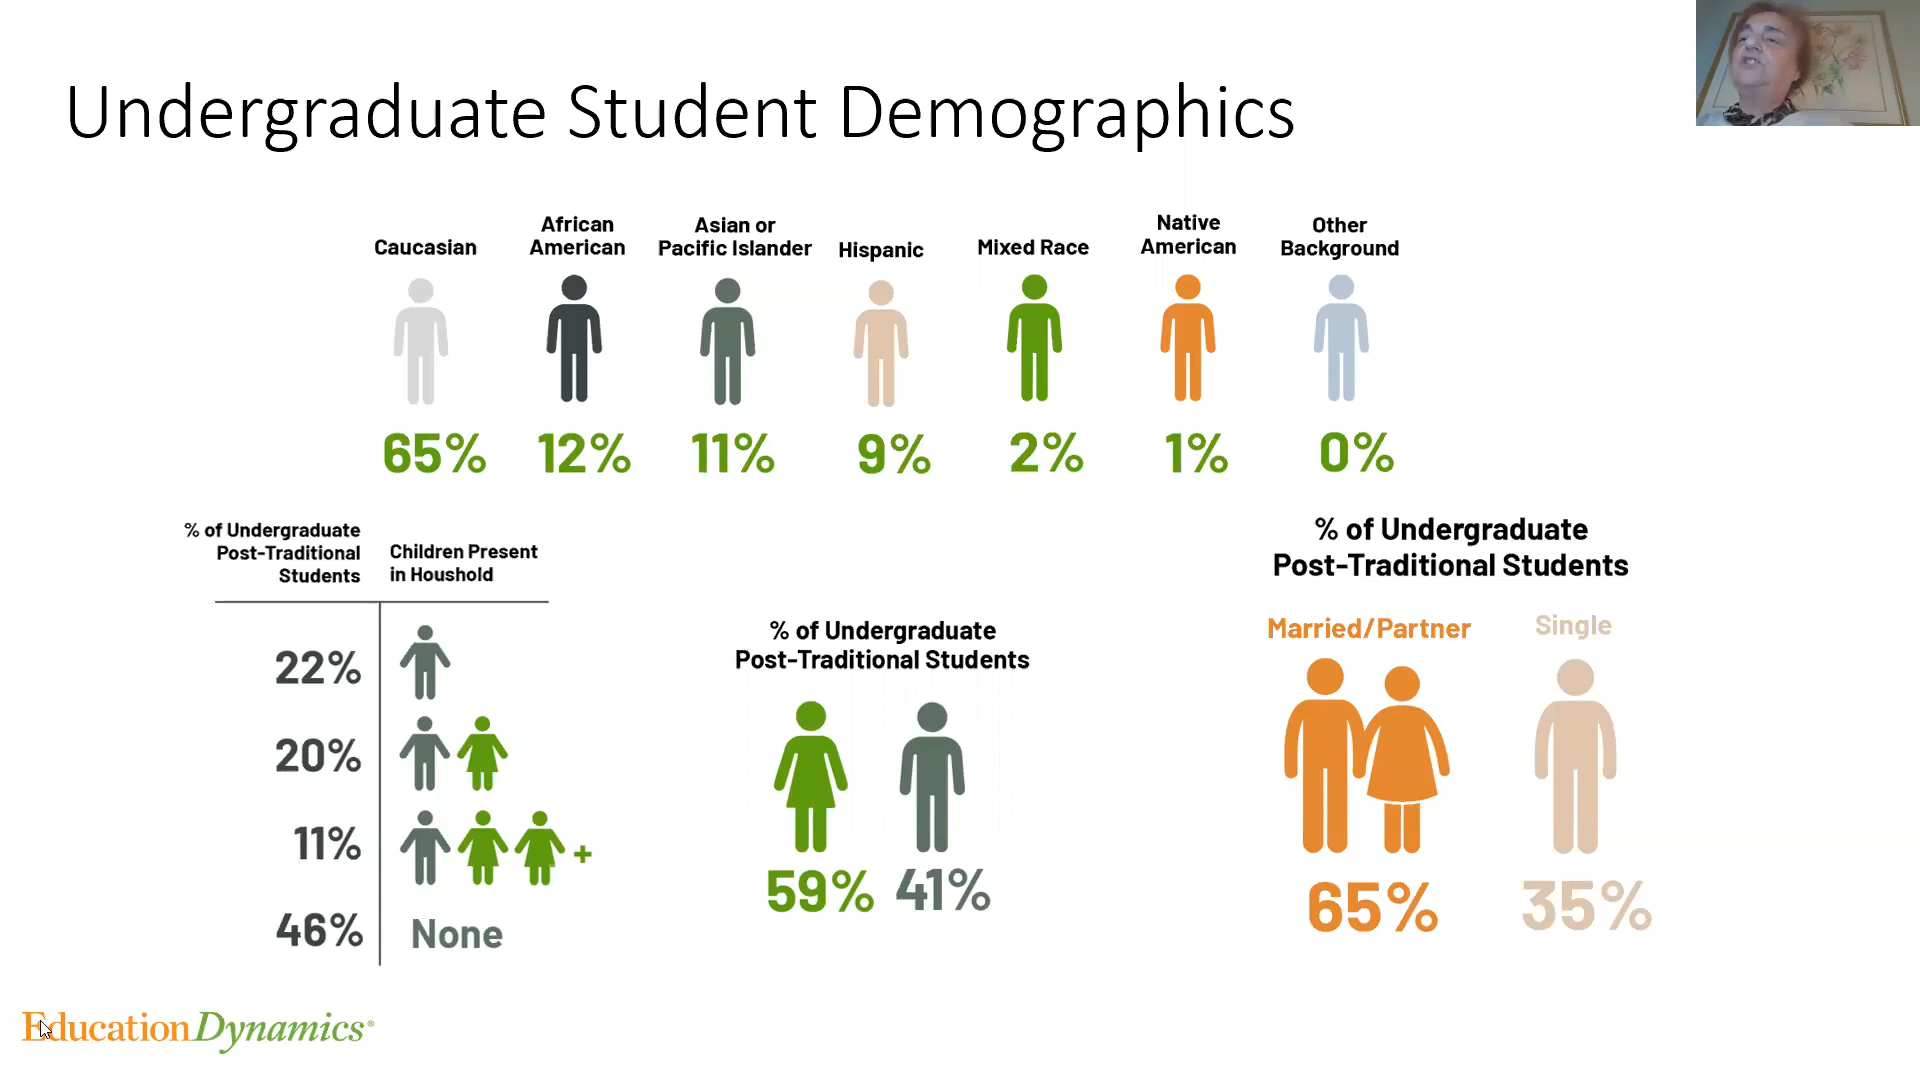 Undergraduate Student Demographics
Caucasian
African
American
Asian or
Pacific Islander
Hispanic
Mixed Race
Native
American
Other
Background
65%
12%
11%
9%
2%
1%
0%
% of Undergraduate
Post-Traditional
Students
Children Present
in Houshold
22%
20%
11%
+
46%
None
% of Undergraduate
Post-Traditional Students
59%
41%
% of Undergraduate
Post-Traditional Students
Married/Partner
Single
65%
35%
EducationDynamics®